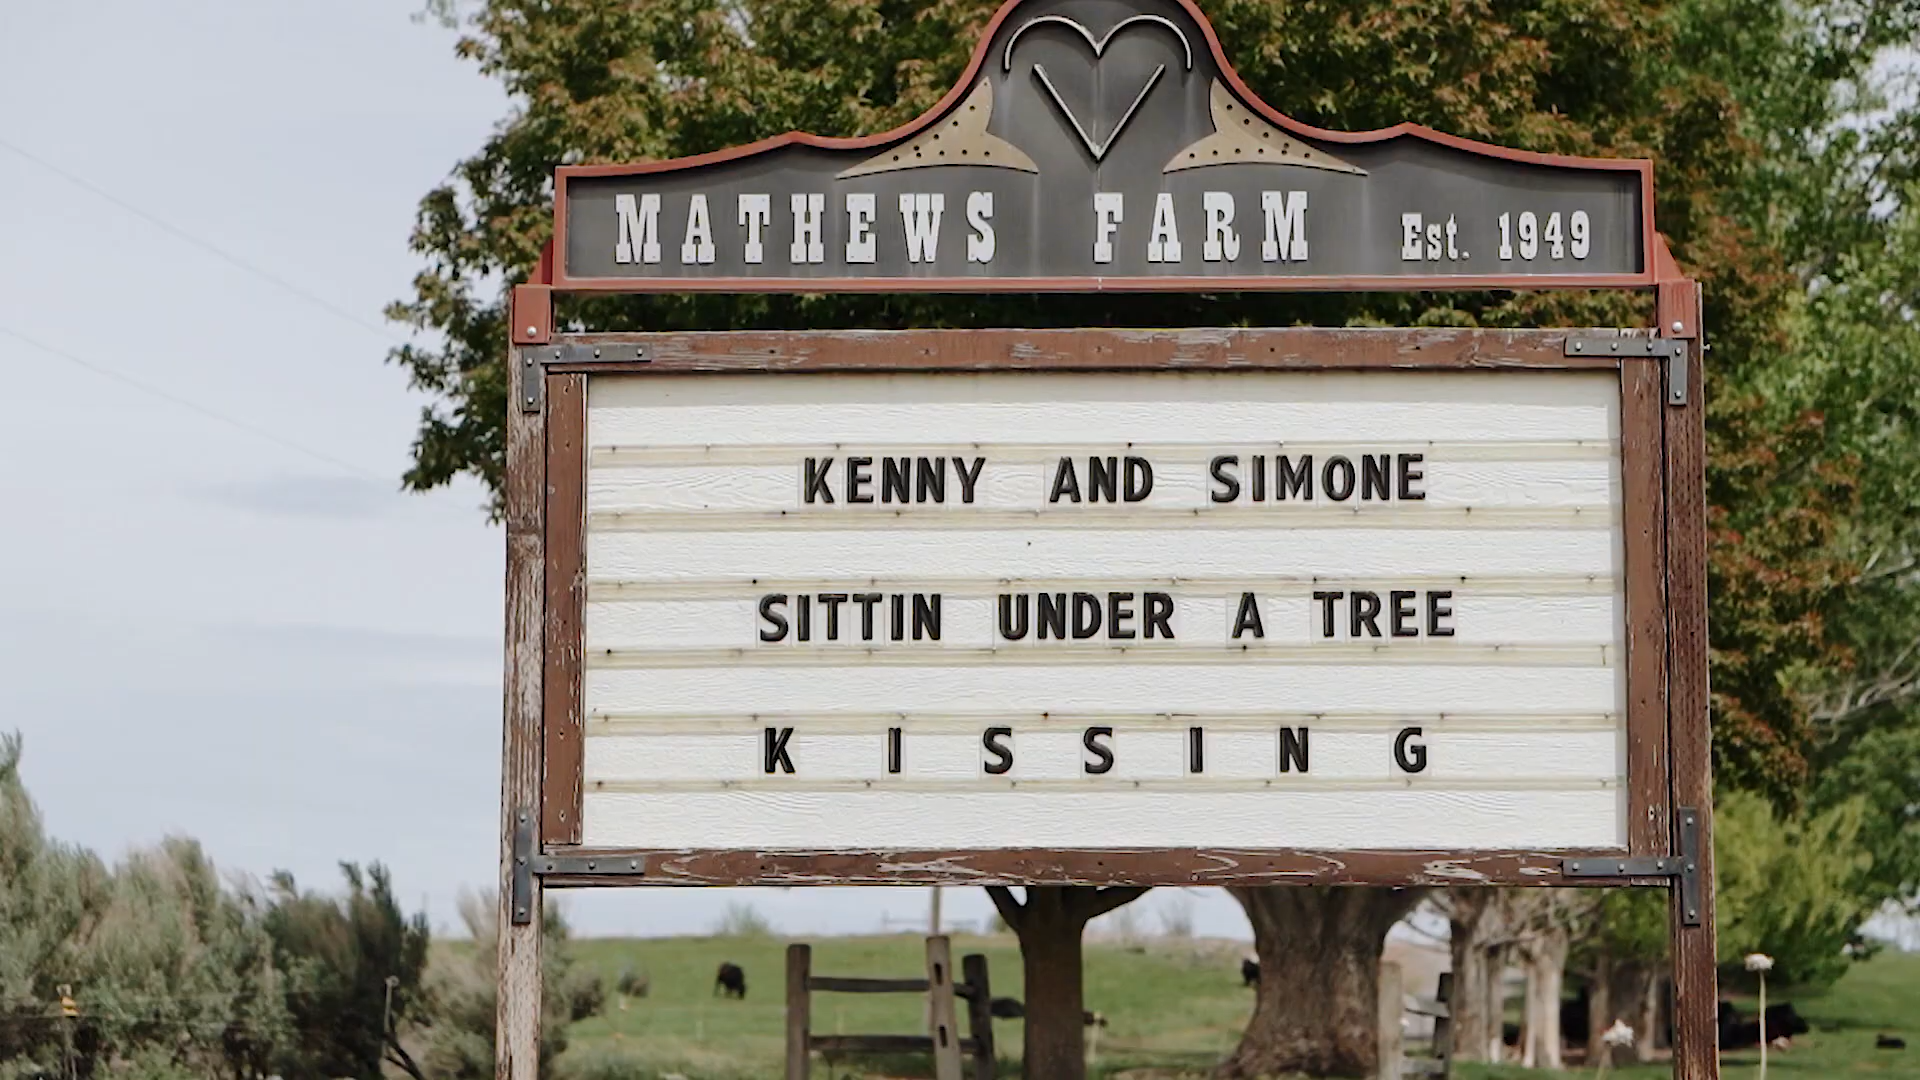 MATHEWS FARM Est. 1949
KENNY AND SIMONE
SITTIN UNDER A TREE
K I S S I N G